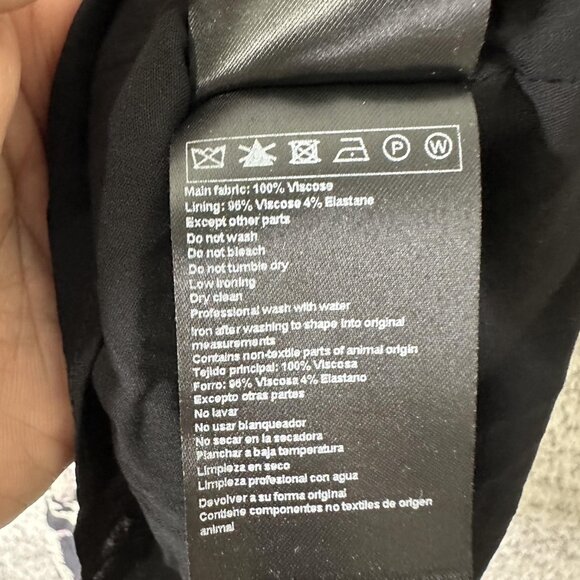 P W
Main fabric: 100% Viscose
Lining: 96% Viscose 4% Elastane
Except other parts
Do not wash
Do not bleach
Do not tumble dry
Low ironing
Dry clean
Professional wash with water
Iron after washing to shape into original
measurements
Contains non-textile parts of animal origin
Tejido principal: 100% Viscosa
Forro: 96% Viscosa 4% Elastano
Excepto otras partes
No lavar
No usar blanqueador
No secar en la secadora
Planchar a baja temperatura
Limpieza en seco
Limpieza profesional con agua
Devolver a su forma original
Contiene componentes no textiles de origen
animal